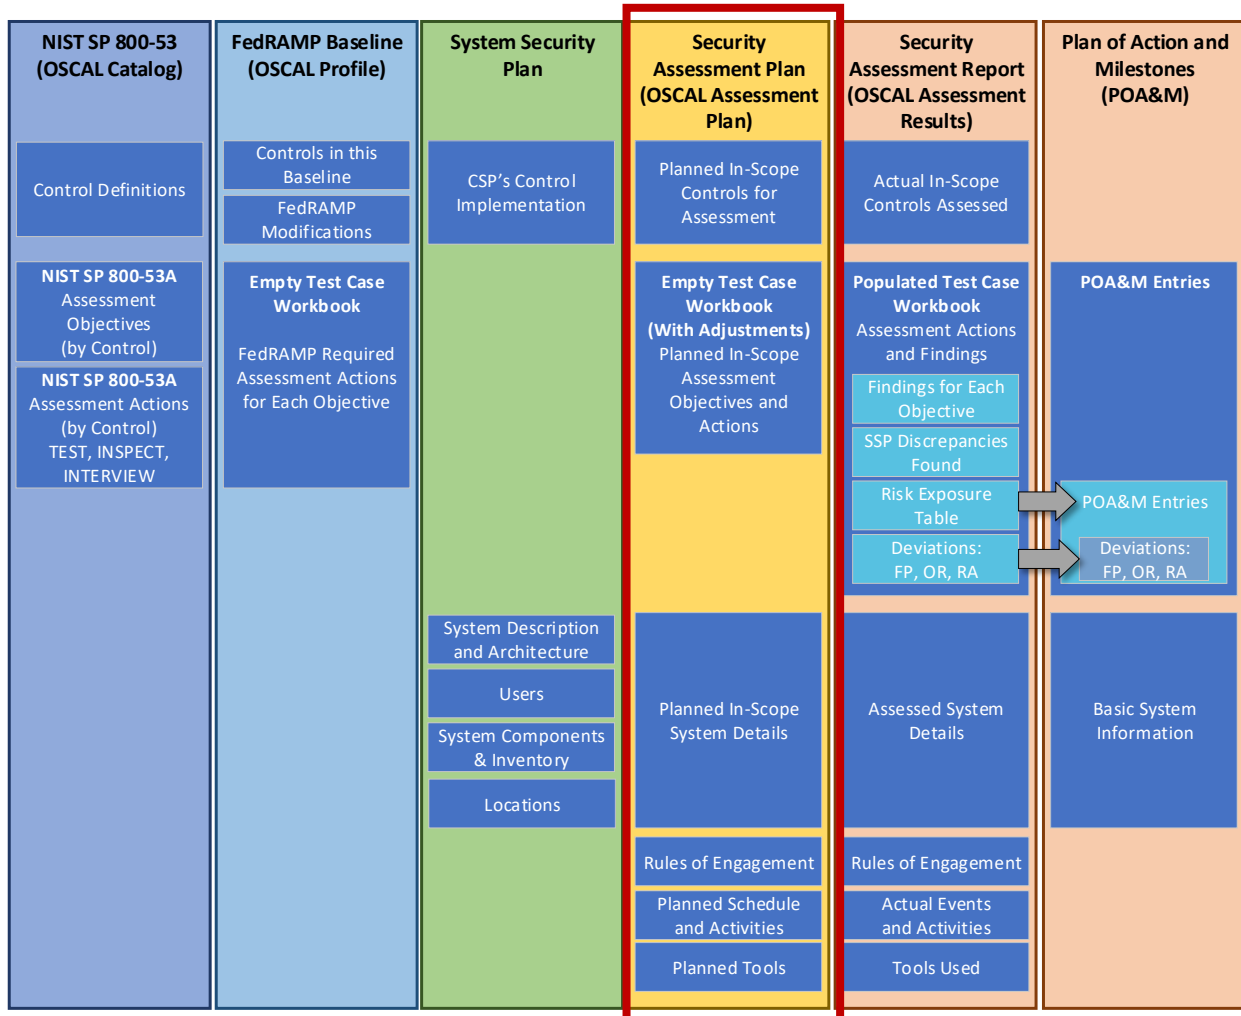 NIST SP 800-53
(OSCAL Catalog)
Control Definitions
NIST SP 800-53A
Assessment
Objectives
(by Control)
NIST SP 800-53A
Assessment Actions
(by Control)
TEST, INSPECT,
INTERVIEW
FedRAMP Baseline
(OSCAL Profile)
Controls in this
Baseline
FedRAMP
Modifications
Empty Test Case
Workbook
FedRAMP Required
Assessment Actions
for Each Objective
System Security
Plan
CSP's Control
Implementation
System Description
and Architecture
Users
System Components
& Inventory
Locations
Security
Assessment Plan
(OSCAL Assessment
Plan)
Planned In-Scope
Controls for
Assessment
Empty Test Case
Workbook
(With Adjustments)
Planned In-Scope
Assessment
Objectives and
Actions
Planned In-Scope
System Details
Rules of Engagement
Planned Schedule
and Activities
Planned Tools
Security
Assessment Report
(OSCAL Assessment
Results)
Actual In-Scope
Controls Assessed
Populated Test Case
Workbook
Assessment Actions
and Findings
Findings for Each
Objective
SSP Discrepancies
Found
Risk Exposure
Table
Deviations:
FP, OR, RA
Assessed System
Details
Rules of Engagement
Actual Events
and Activities
Tools Used
Plan of Action and
Milestones
(POA&M)
POA&M Entries
POA&M Entries
Deviations:
FP, OR, RA
Basic System
Information